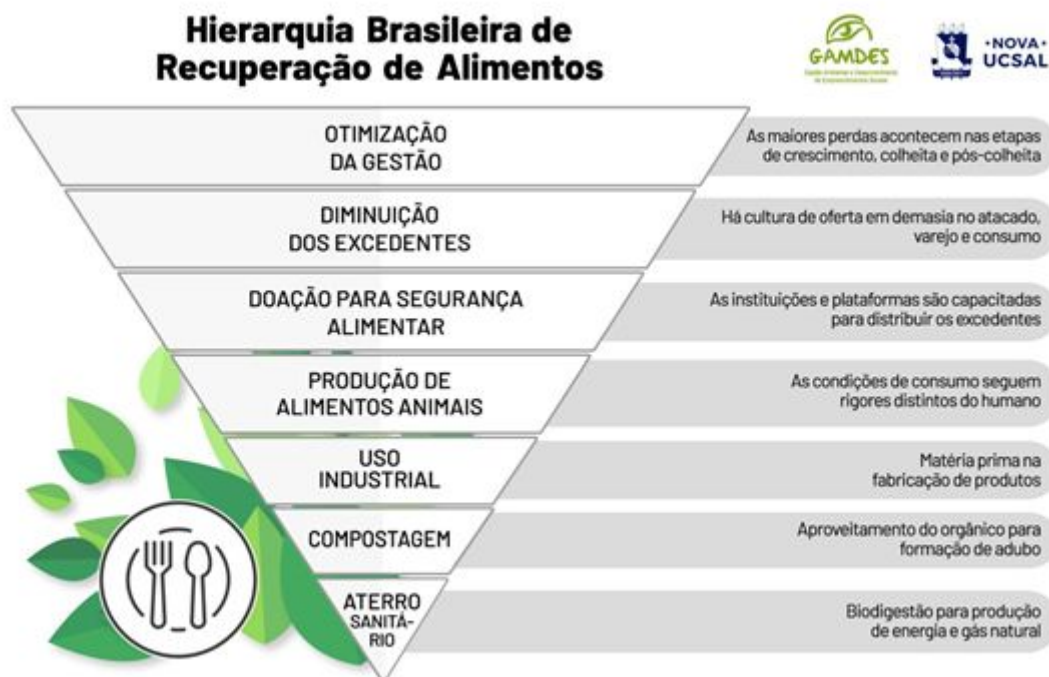 Hierarquia Brasileira de
Recuperação de Alimentos
GAMDES
·NOVA·
UCSAL
OTIMIZAÇÃO
DA GESTÃO
As maiores perdas acontecem nas etapas
de crescimento, colheita e pós-colheita
DIMINUIÇÃO
DOS EXCEDENTES
Há cultura de oferta em demasia no atacado,
varejo e consumo
DOAÇÃO PARA SEGURANÇA
ALIMENTAR
As instituições e plataformas são capacitadas
para distribuir os excedentes
PRODUÇÃO DE
ALIMENTOS ANIMAIS
As condições de consumo seguem
rigores distintos do humano
USO
INDUSTRIAL
Matéria prima na
fabricação de produtos
COMPOSTAGEM
Aproveitamento do orgânico para
formação de adubo
ATERRO
SANITÁ-
RIO
Biodigestão para produção
de energia e gás natural